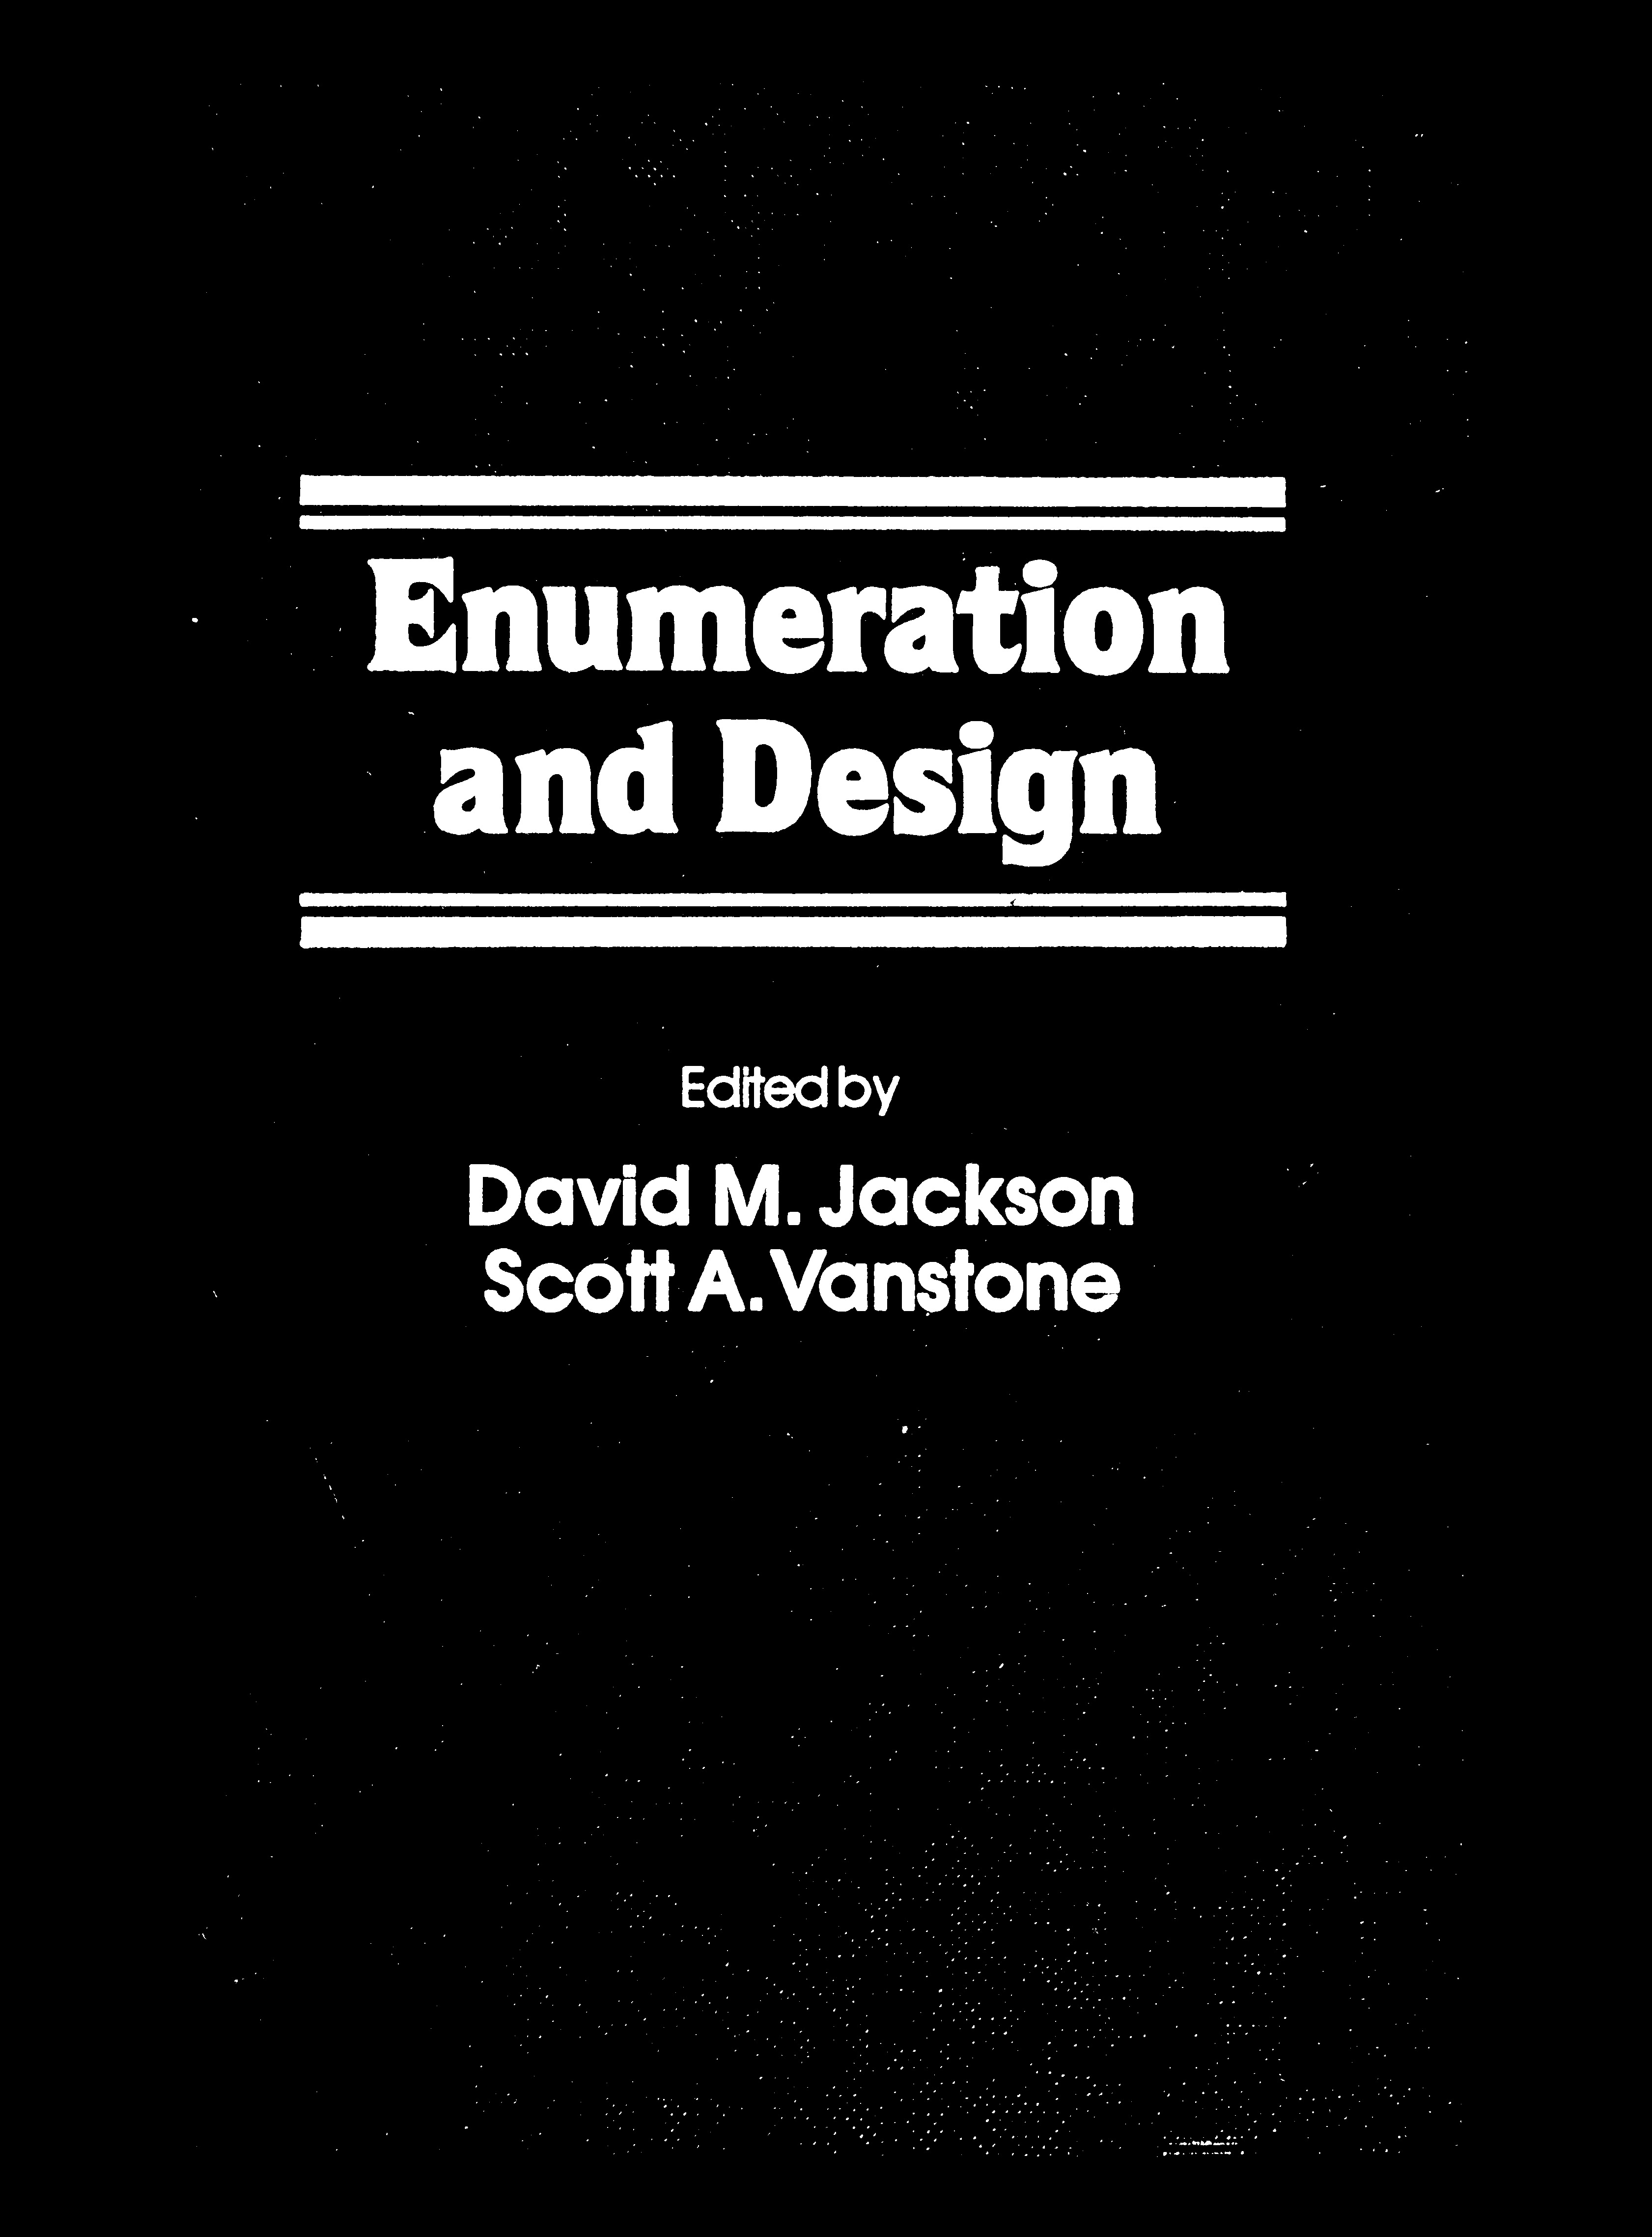 Enumeration
and Design
Edited by
David M. Jackson
Scott A. Vanstone